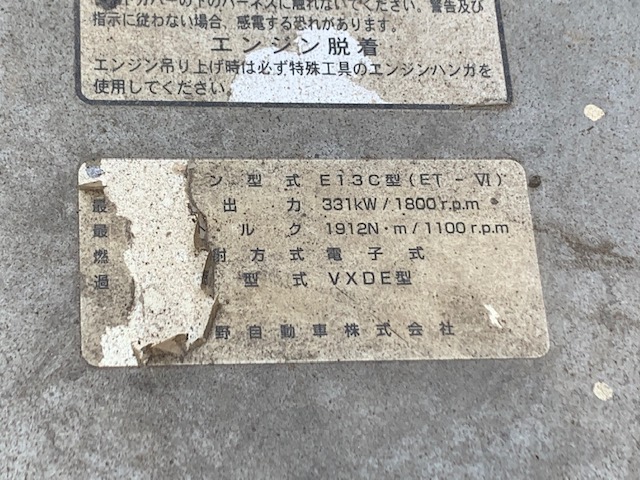 カバーの下のハーネスに触れないでください。警告及び
指示に従わない場合、感電する恐れがあります。
エンジン脱着
エンジン吊り上げ時は必ず特殊工具のエンジンハンガを
使用してください。
ン型式 E13C型(ET-Ⅵ)
最 出力 331kW/1800r.p.m
最 トルク 1912N・m/1100r.p.m
燃 射方式 電子式
過 型式 VXDE型
野自動車株式会社